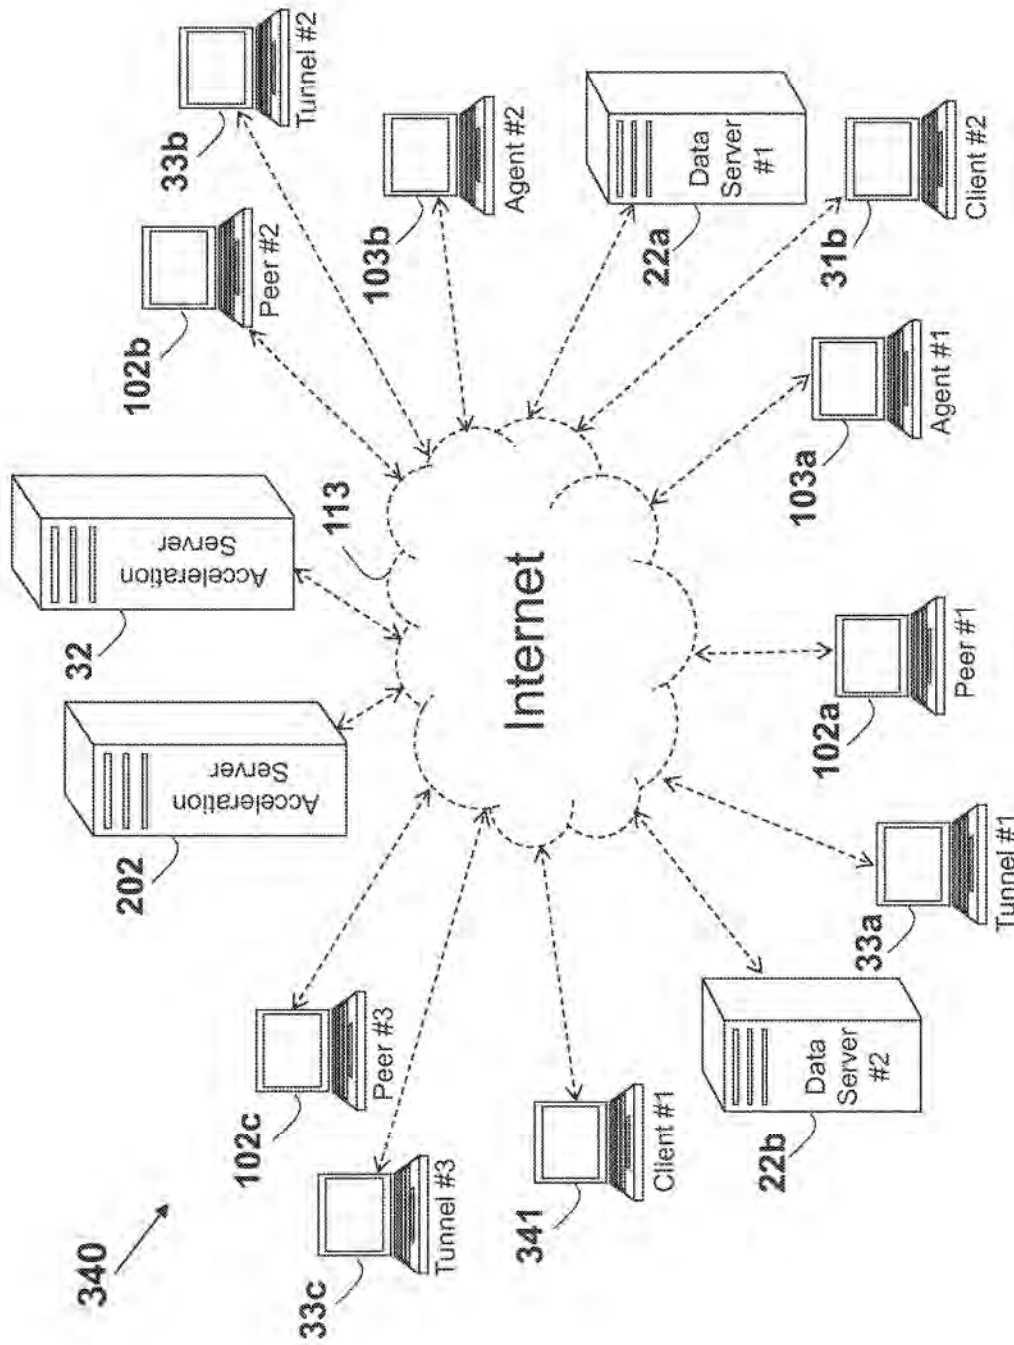 340
33c
Tunnel #3
102c
Peer #3
202
Acceleration
Server
32
Acceleration
Server
113
102b
Peer #2
33b
Tunnel #2
341
Client #1
Internet
103b
Agent #2
22b
Data
Server
#2
33a
Tunnel #1
102a
Peer #1
103a
Agent #1
22a
Data
Server
#1
31b
Client #2